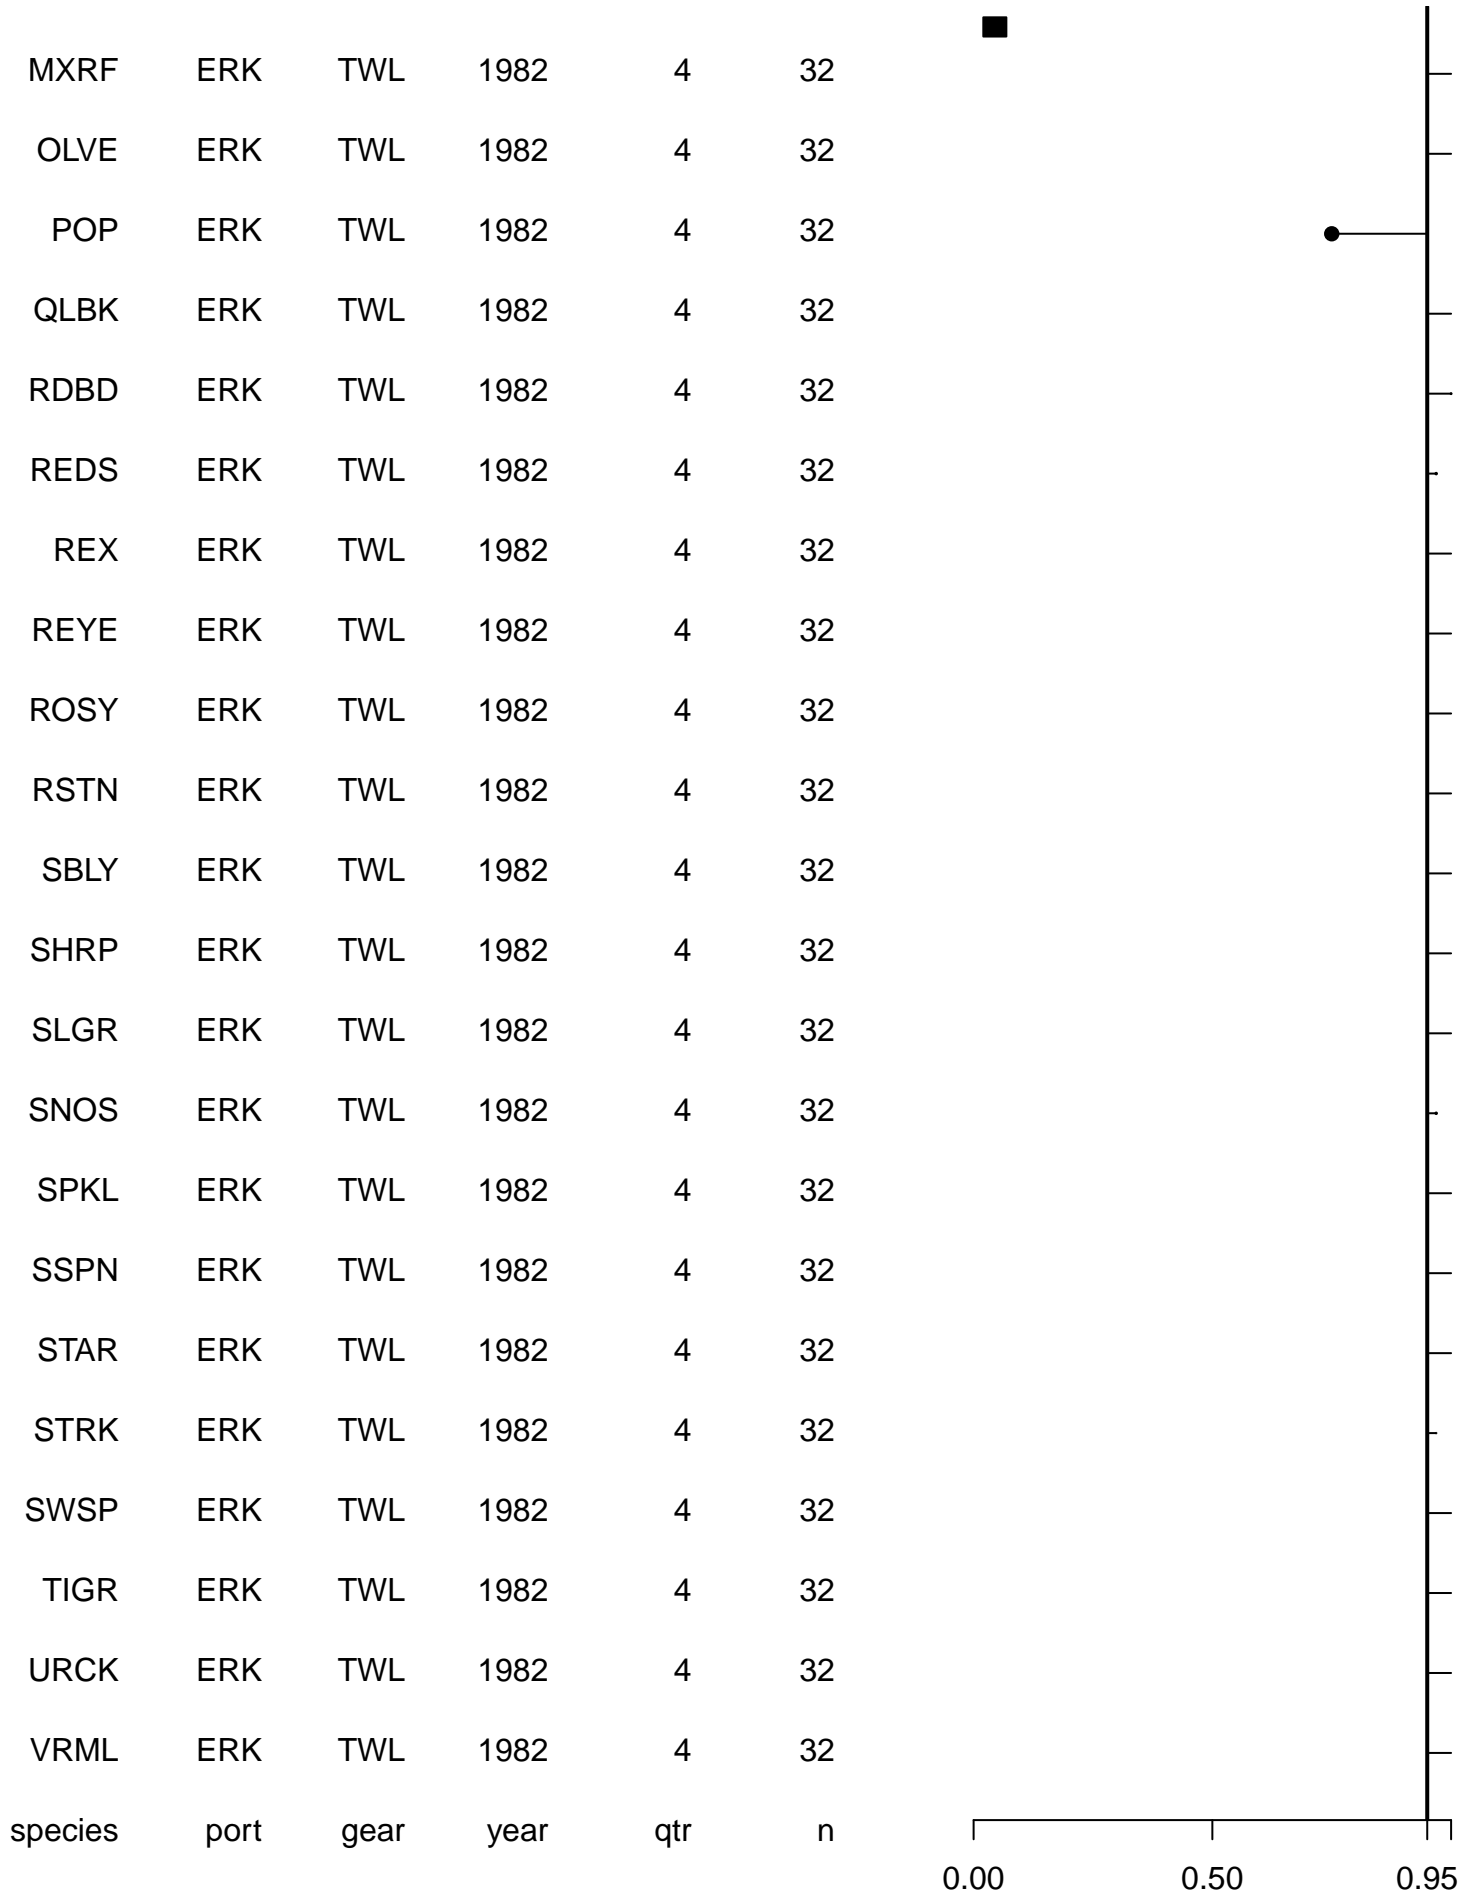 MXRF ERK TWL 1982 4 32
OLVE ERK TWL 1982 4 32
POP ERK TWL 1982 4 32
QLBK ERK TWL 1982 4 32
RDBD ERK TWL 1982 4 32
REDS ERK TWL 1982 4 32
REX ERK TWL 1982 4 32
REYE ERK TWL 1982 4 32
ROSY ERK TWL 1982 4 32
RSTN ERK TWL 1982 4 32
SBLY ERK TWL 1982 4 32
SHRP ERK TWL 1982 4 32
SLGR ERK TWL 1982 4 32
SNOS ERK TWL 1982 4 32
SPKL ERK TWL 1982 4 32
SSPN ERK TWL 1982 4 32
STAR ERK TWL 1982 4 32
STRK ERK TWL 1982 4 32
SWSP ERK TWL 1982 4 32
TIGR ERK TWL 1982 4 32
URCK ERK TWL 1982 4 32
VRML ERK TWL 1982 4 32
species port gear year qtr n
0.00 0.50 0.95